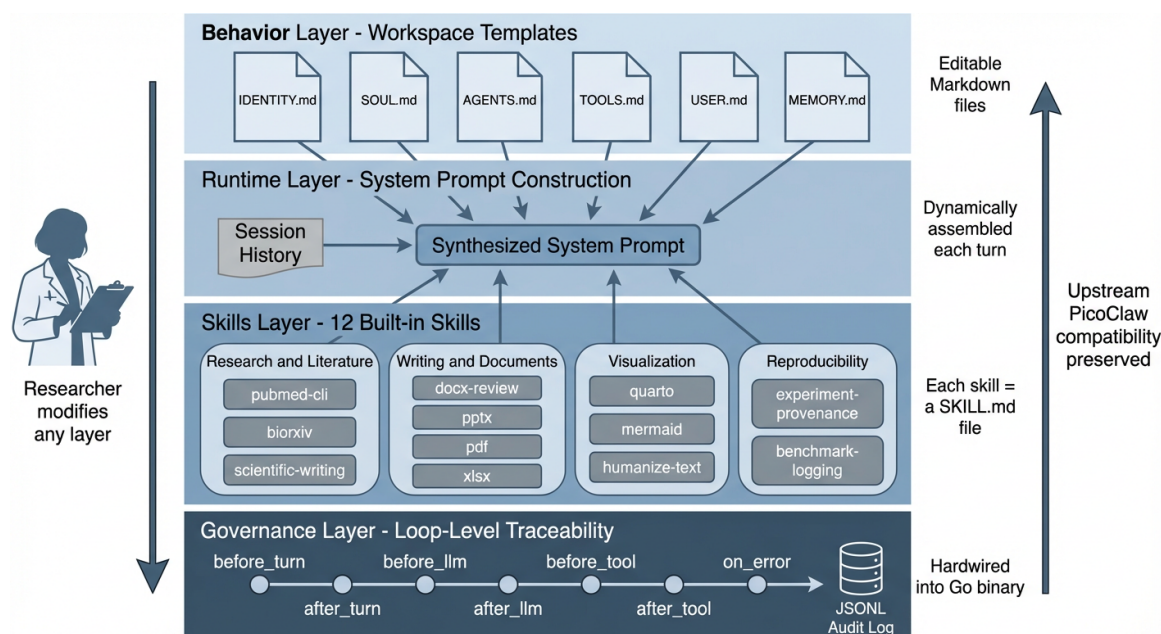 Behavior Layer - Workspace Templates
IDENTITY.md
SOUL.md
AGENTS.md
TOOLS.md
USER.md
MEMORY.md
Editable
Markdown
files
Runtime Layer - System Prompt Construction
Session
History
Synthesized System Prompt
Dynamically
assembled
each turn
Skills Layer - 12 Built-in Skills
Research and Literature
pubmed-cli
biorxiv
scientific-writing
Writing and Documents
docx-review
pptx
pdf
xlsx
Visualization
quarto
mermaid
humanize-text
Reproducibility
experiment-
provenance
benchmark-
logging
Each skill =
a SKILL.md
file
Governance Layer - Loop-Level Traceability
before_turn
after_turn
before_llm
after_llm
before_tool
after_tool
on_error
JSONL
Audit Log
Hardwired
into Go binary
Researcher
modifies
any layer
Upstream
PicoClaw
compatibility
preserved